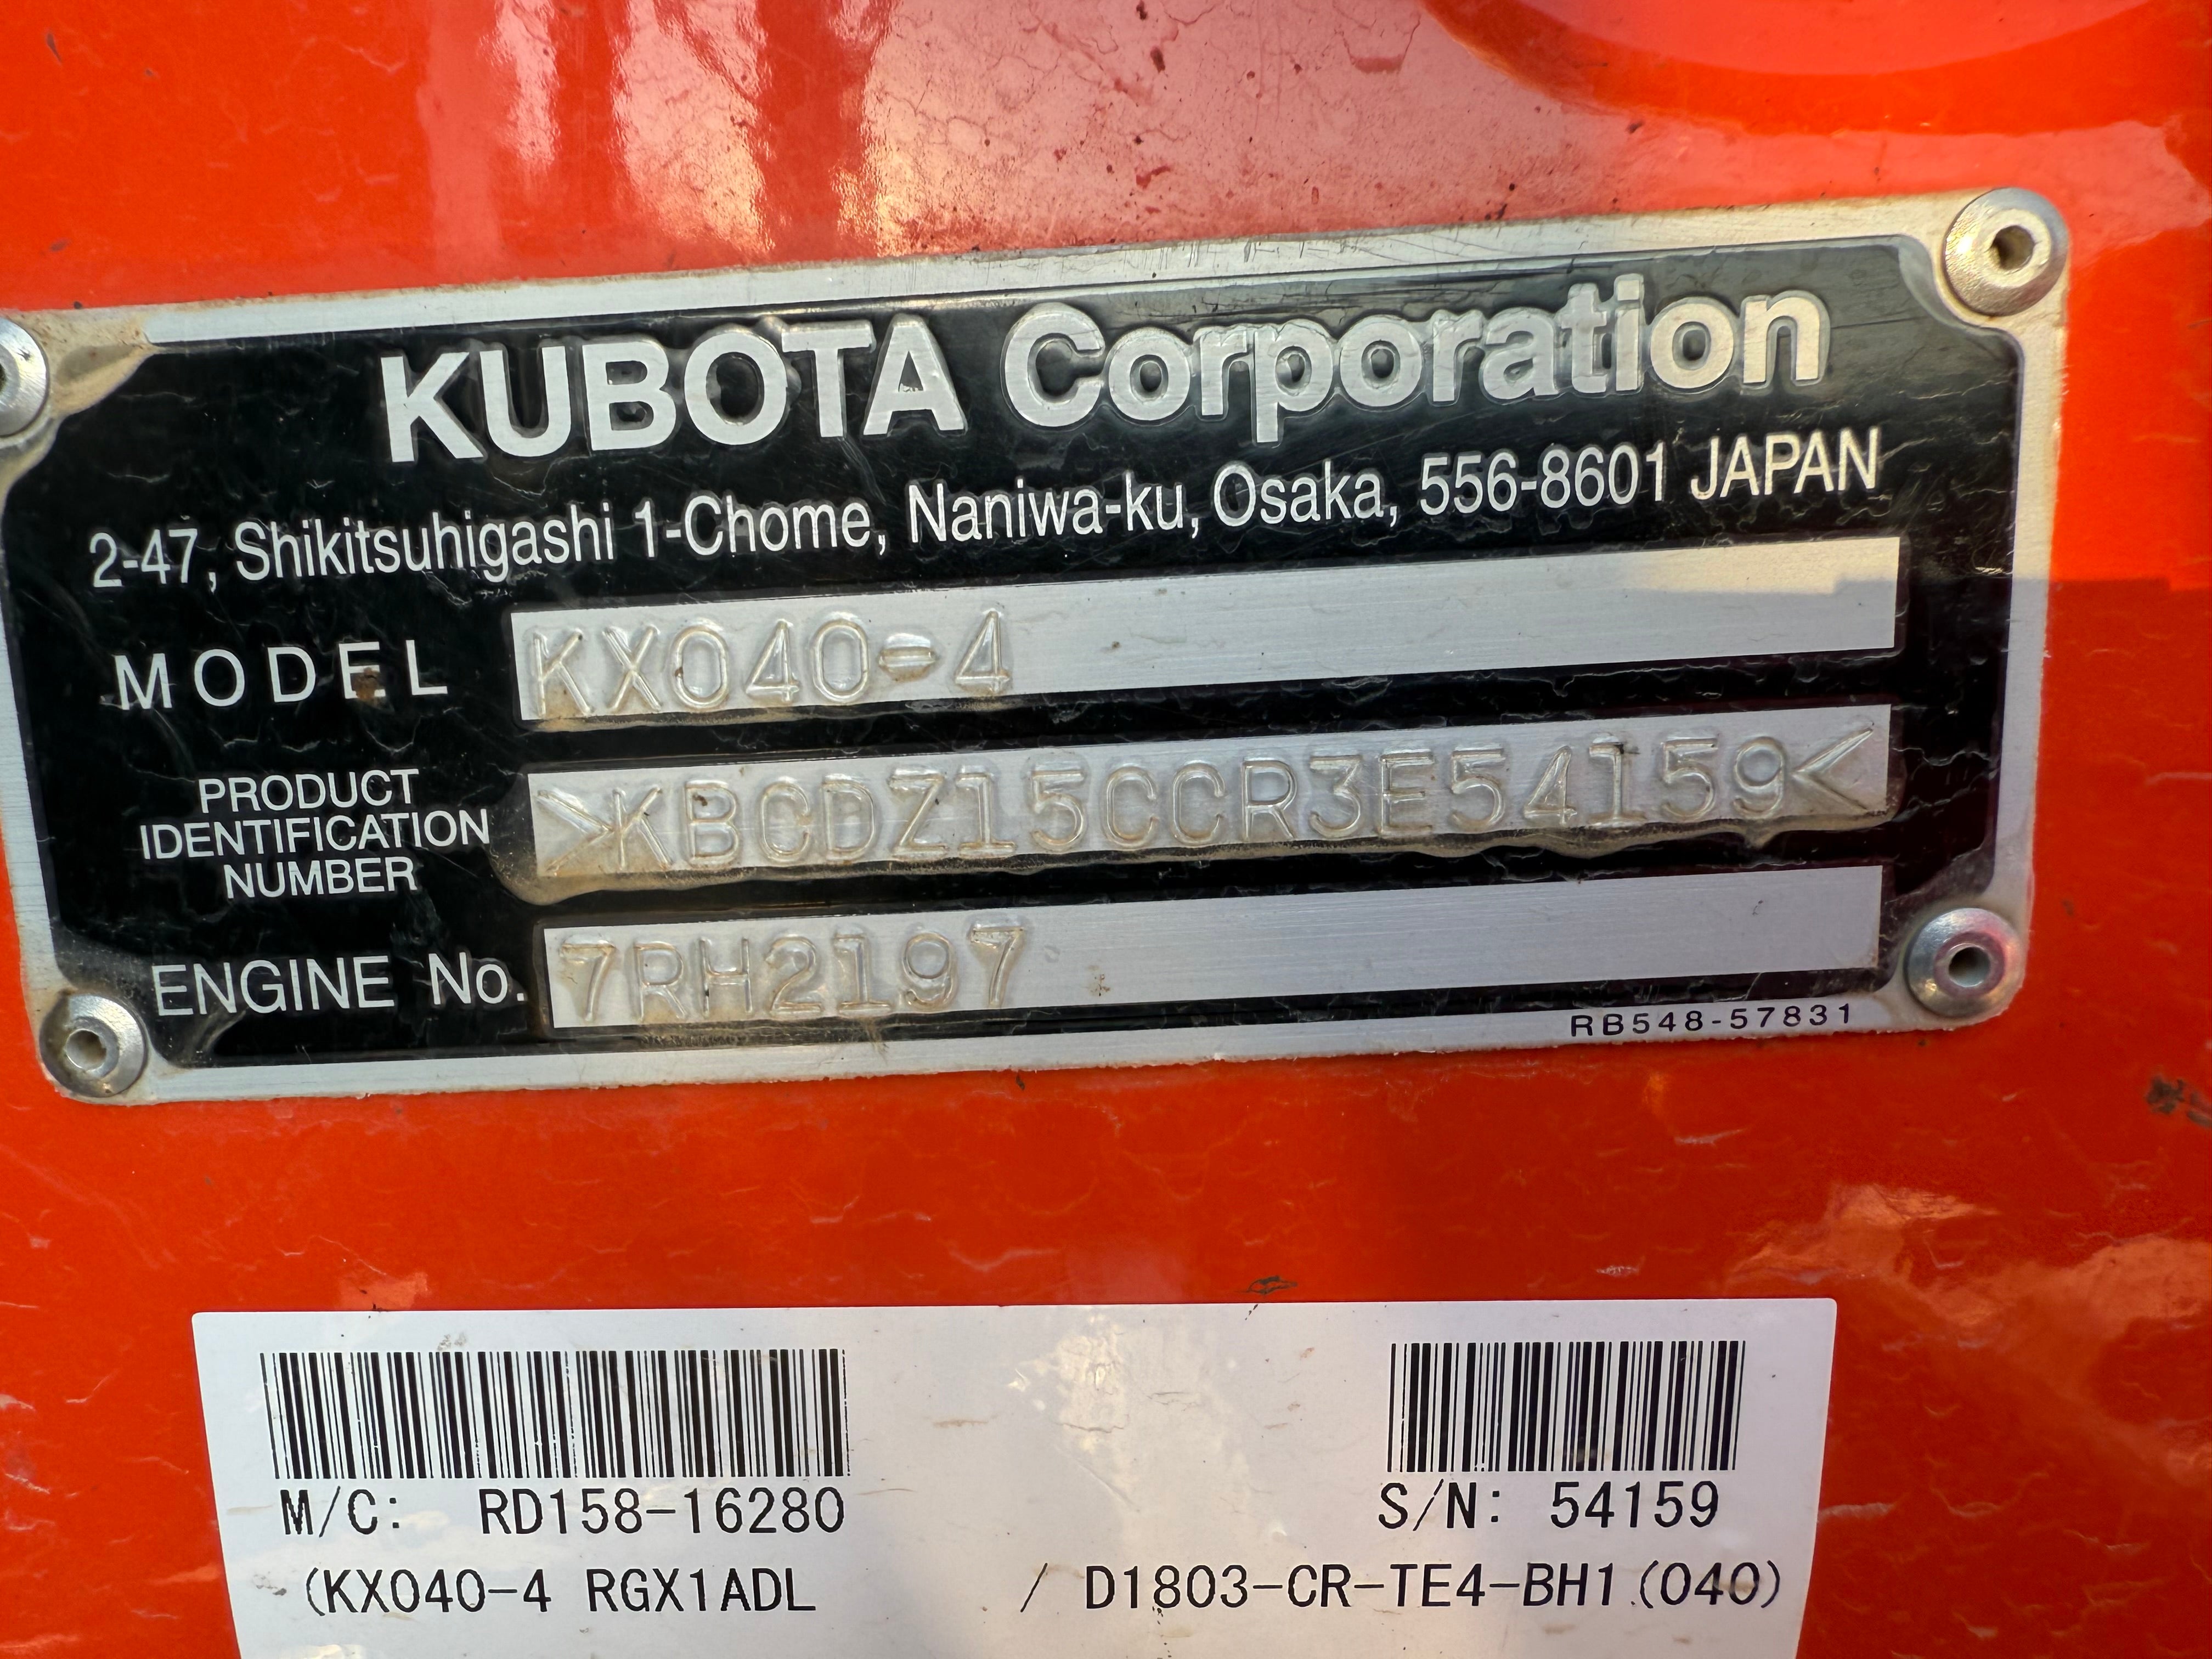 KUBOTA Corporation
2-47, Shikitsuhigashi 1-Chome, Naniwa-ku, Osaka, 556-8601 JAPAN
MODEL KX040-4
PRODUCT
IDENTIFICATION
NUMBER
>KBCDZ15CCR3E54159<
ENGINE No. 7RH2197
RB548-57831
M/C: RD158-16280 S/N: 54159
(KX040-4 RGX1ADL / D1803-CR-TE4-BH1(040)